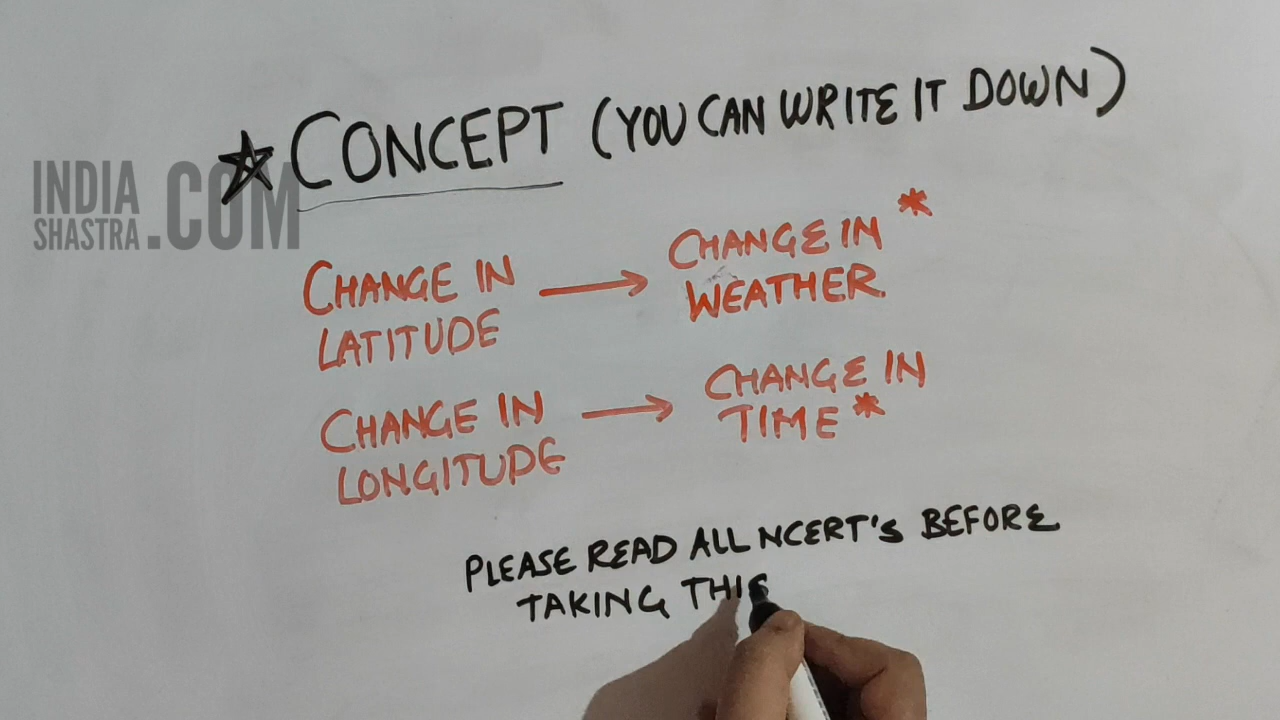 ☆ CONCEPT (YOU CAN WRITE IT DOWN)
INDIA
SHASTRA
.COM
CHANGE IN
LATITUDE
→
CHANGE IN *
WEATHER
CHANGE IN
LONGITUDE
→
CHANGE IN
TIME *
PLEASE READ ALL NCERT'S BEFORE
TAKING THIS